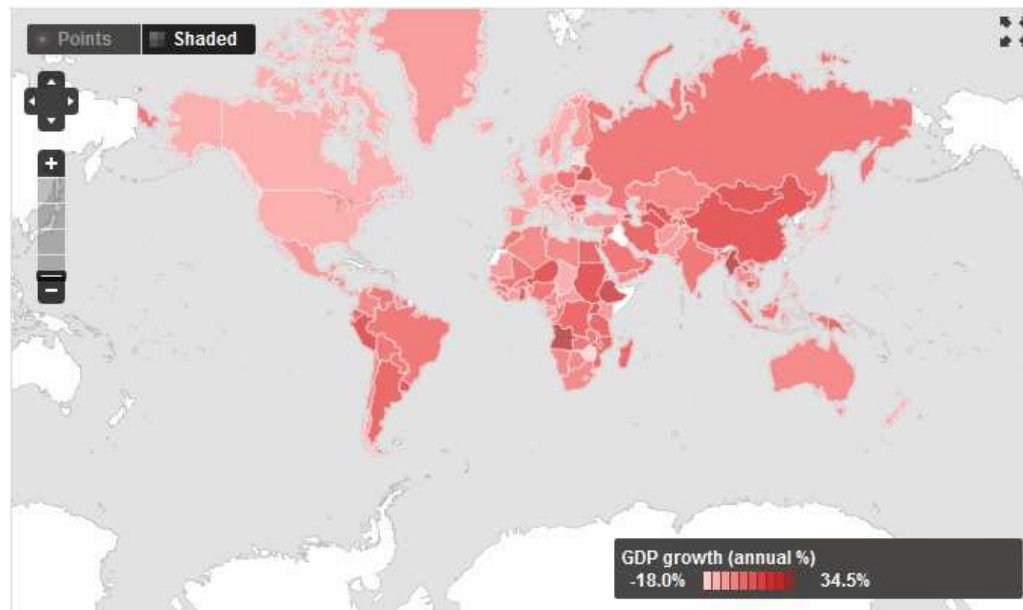 Points Shaded
+
−
GDP growth (annual %)
-18.0% 34.5%